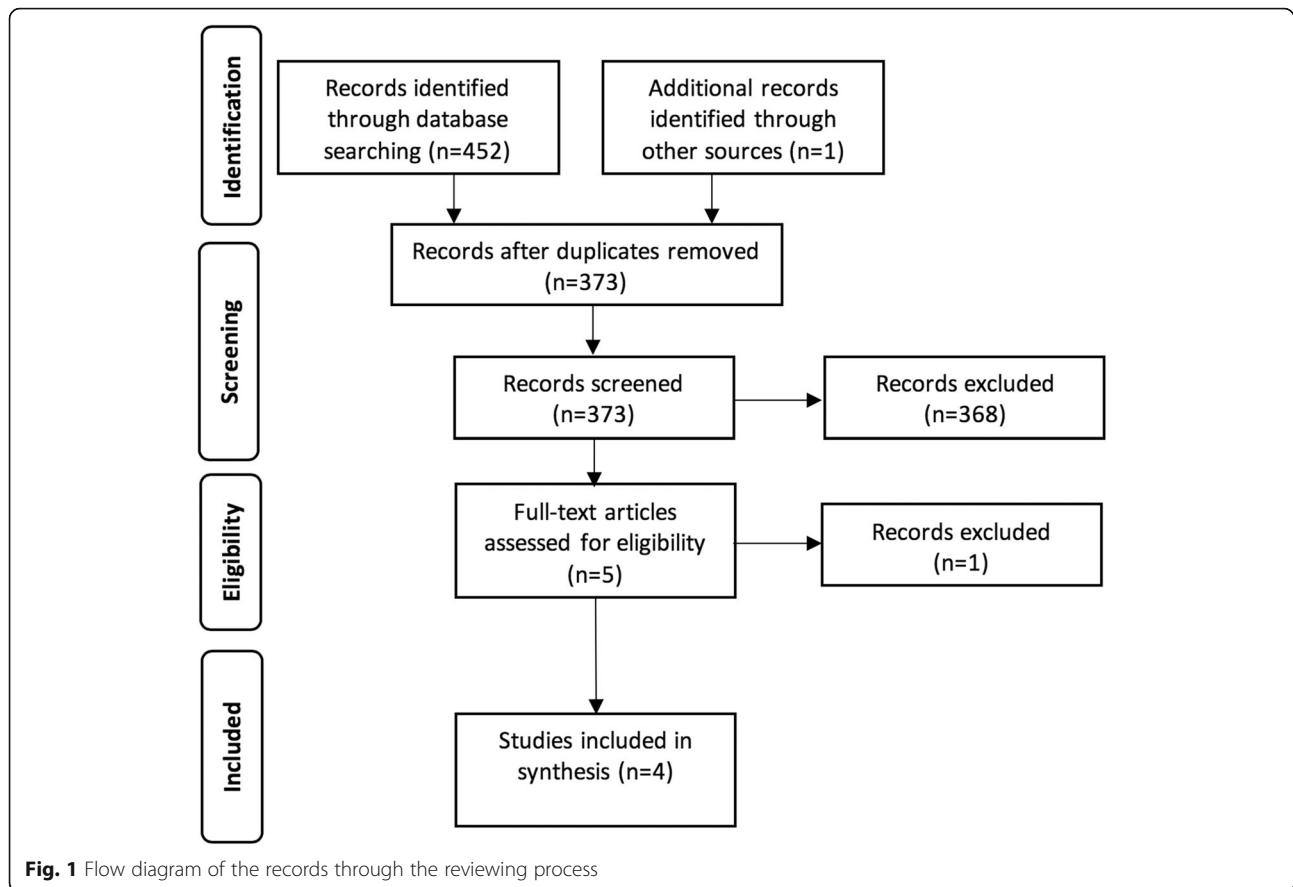 Identification
Records identified
through database
searching (n=452)
Additional records
identified through
other sources (n=1)
Screening
Records after duplicates removed
(n=373)
Records screened
(n=373)
Records excluded
(n=368)
Eligibility
Full-text articles
assessed for eligibility
(n=5)
Records excluded
(n=1)
Included
Studies included in
synthesis (n=4)
Fig. 1 Flow diagram of the records through the reviewing process